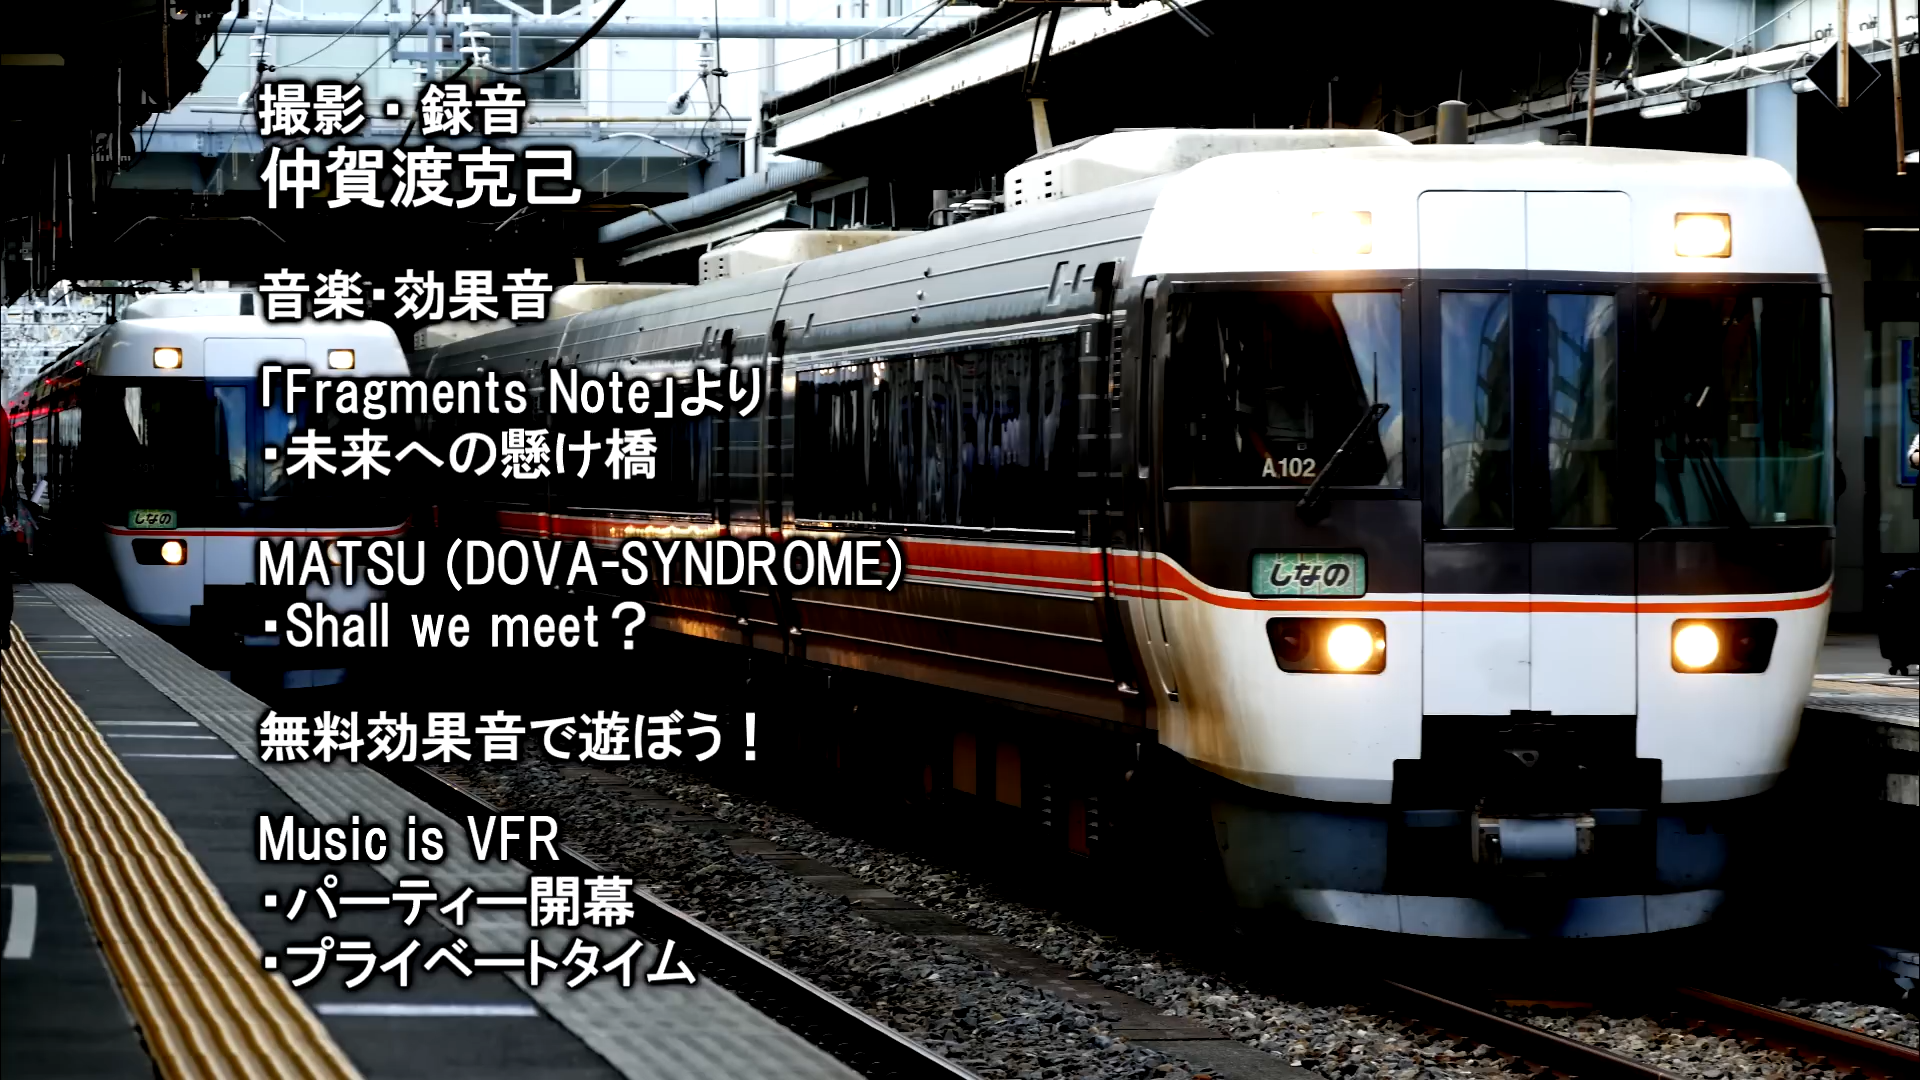 撮影・録音
仲賀渡克己
音楽・効果音
「Fragments Note」より
・未来への懸け橋
MATSU (DOVA-SYNDROME)
・Shall we meet？
無料効果音で遊ぼう！
Music is VFR
・パーティー開幕
・プライベートタイム
A102
しなの
しなの